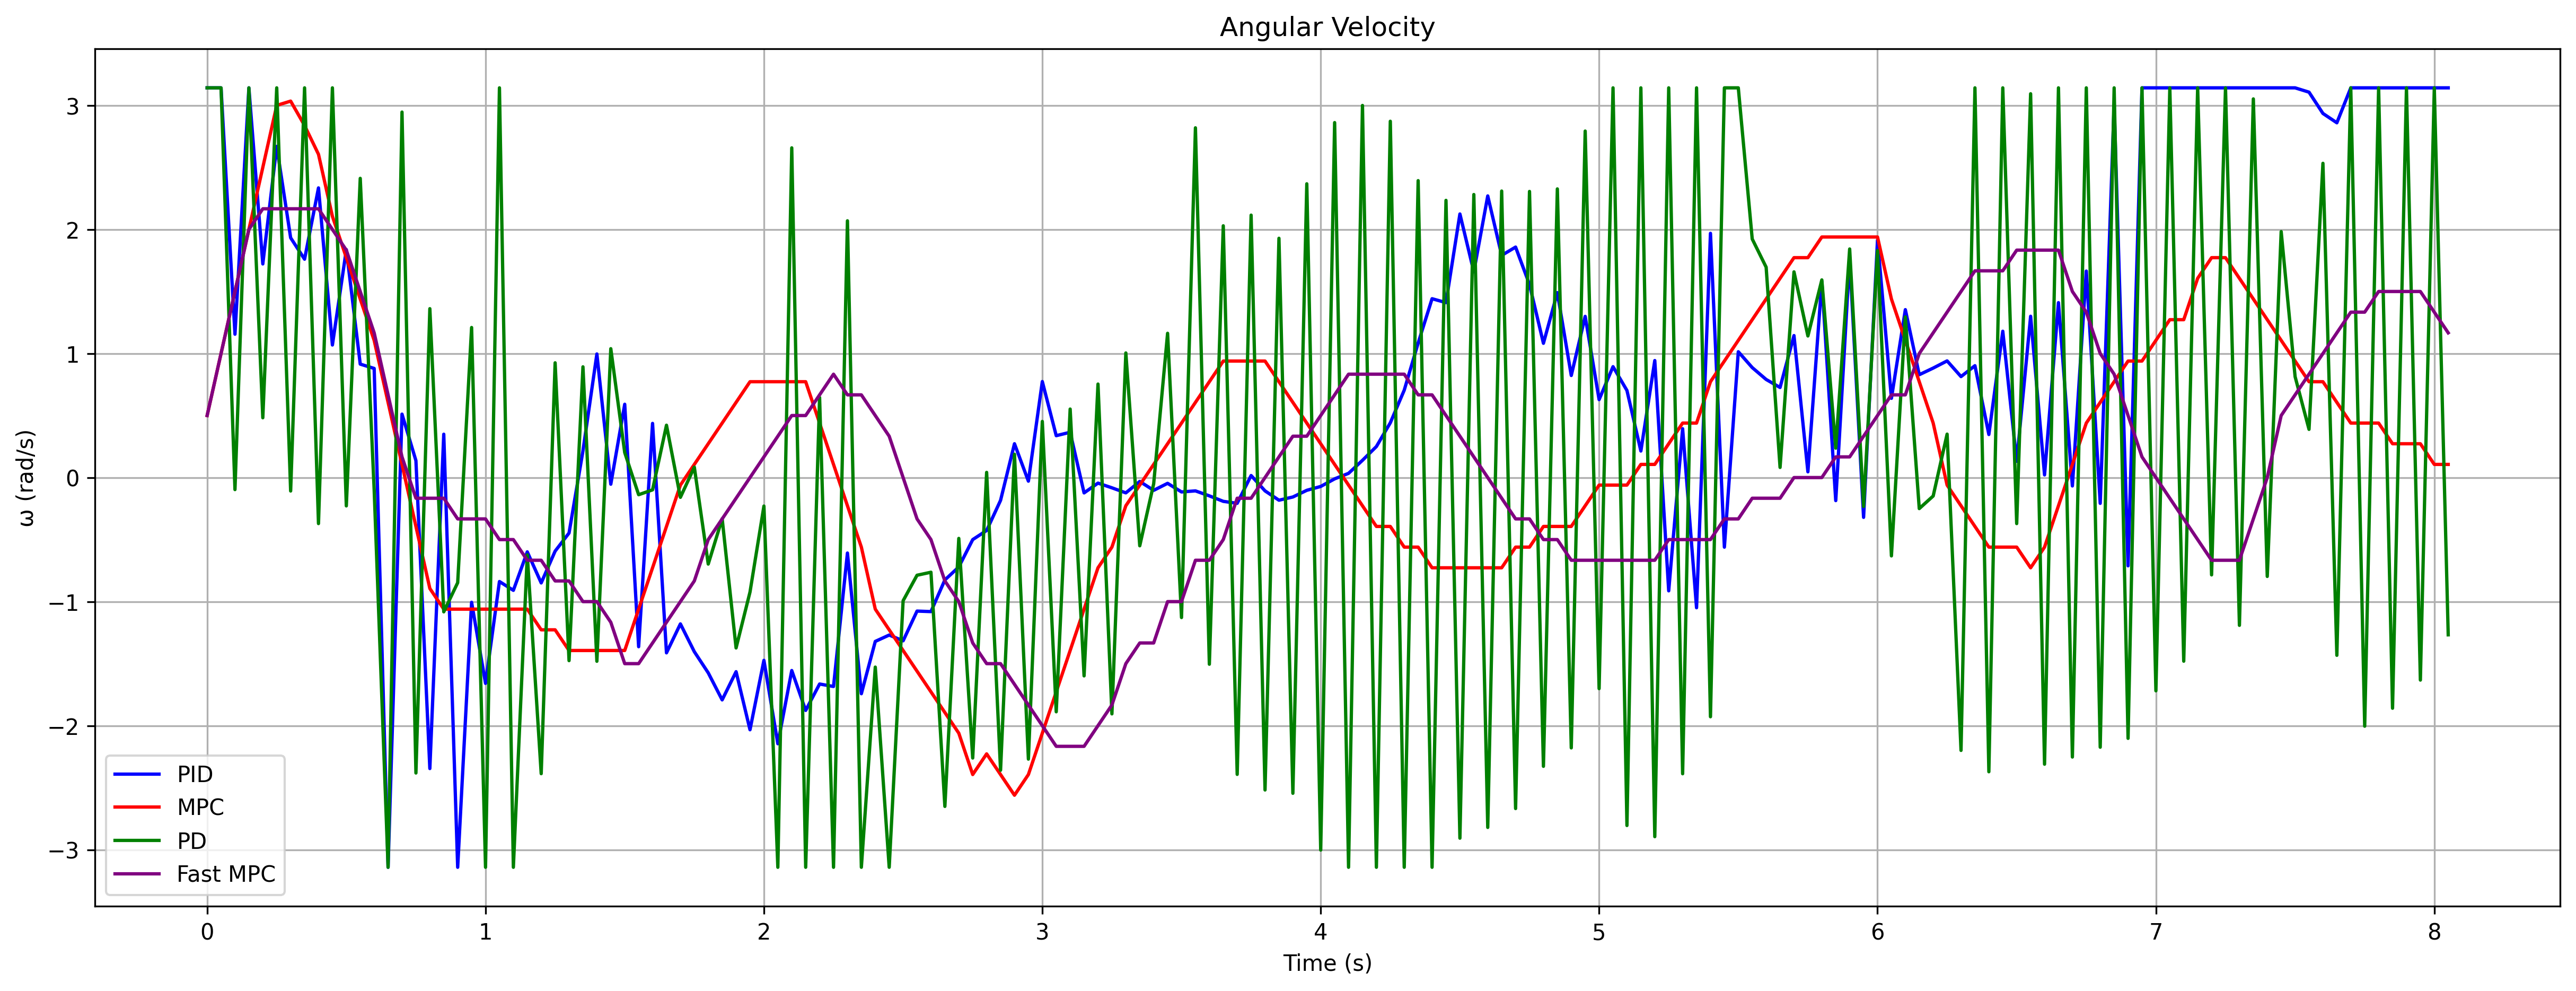 Angular Velocity
ω (rad/s)
3
2
1
0
−1
−2
−3
PID
MPC
PD
Fast MPC
0 1 2 3 4 5 6 7 8
Time (s)